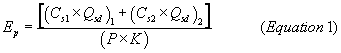 E_p = [(C_s1 × Q_sd)_1 + (C_s2 × Q_sd)_2] / (P × K) (Equation 1)